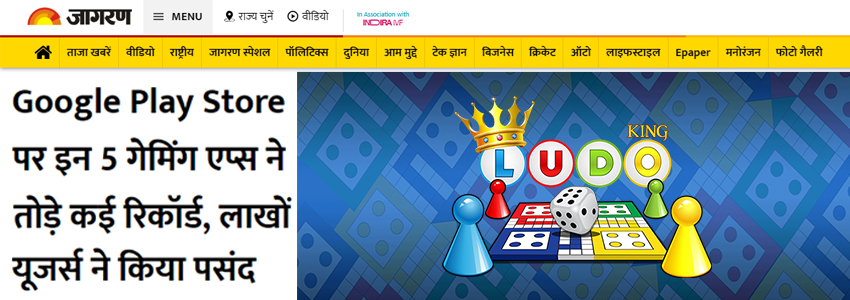 जागरण
MENU
राज्य चुनें
वीडियो
In Association with
INDIRA IVF
ताजा खबरें वीडियो राष्ट्रीय जागरण स्पेशल पॉलिटिक्स दुनिया आम मुद्दे टेक ज्ञान बिजनेस क्रिकेट ऑटो लाइफस्टाइल Epaper मनोरंजन फोटो गैलरी
Google Play Store
पर इन 5 गेमिंग एप्स ने
तोड़े कई रिकॉर्ड, लाखों
यूजर्स ने किया पसंद
KING
LUDO